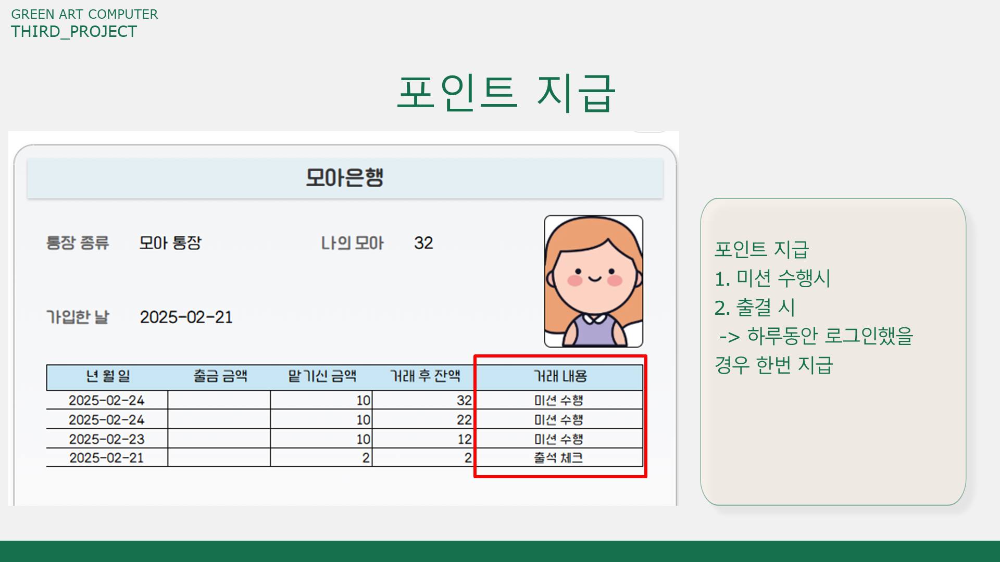 GREEN ART COMPUTER
THIRD_PROJECT
포인트 지급
모아은행
통장 종류 모아 통장 나의 모아 32
가입한 날 2025-02-21
년 월 일 출금 금액 맡기신 금액 거래 후 잔액 거래 내용
2025-02-24 10 32 미션 수행
2025-02-24 10 22 미션 수행
2025-02-23 10 12 미션 수행
2025-02-21 2 2 출석 체크
포인트 지급
1. 미션 수행시
2. 출결 시
-> 하루동안 로그인했을
경우 한번 지급